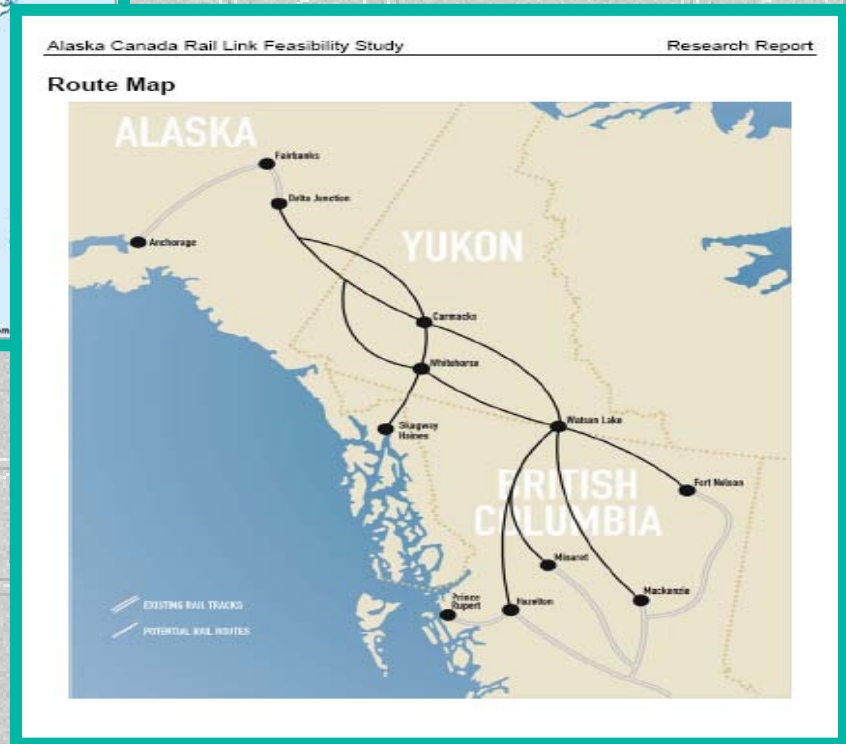 Alaska Canada Rail Link Feasibility Study Research Report
Route Map
ALASKA
Fairbanks
Delta Junction
Anchorage
YUKON
Carmacks
Whitehorse
Skagway
Haines
Watson Lake
Fort Nelson
BRITISH
COLUMBIA
Minaret
Mackenzie
Prince
Rupert
Hazelton
EXISTING RAIL TRACKS
POTENTIAL RAIL ROUTES